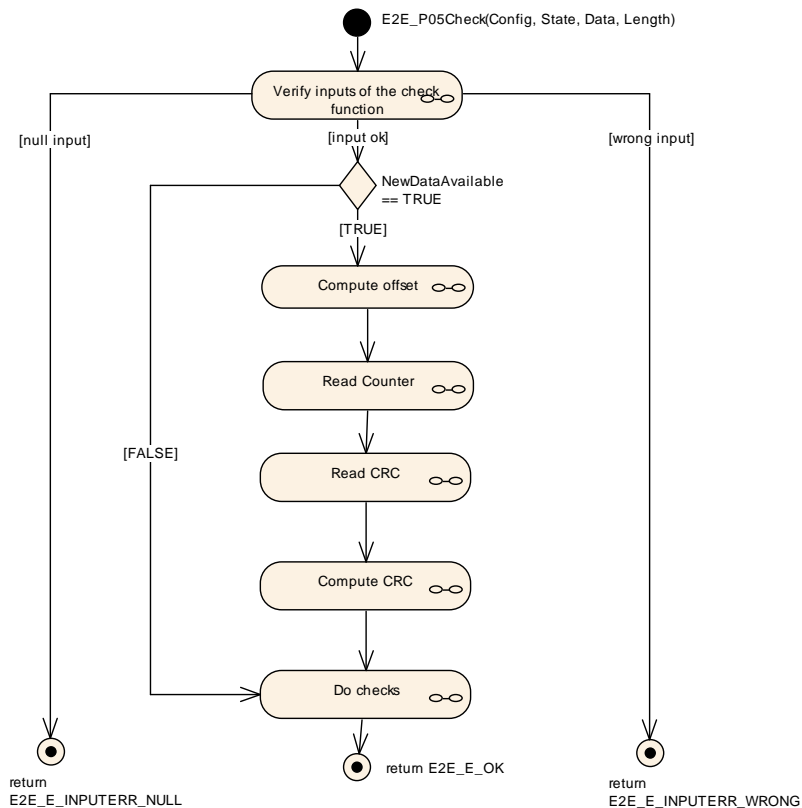 E2E_P05Check(Config, State, Data, Length)
Verify inputs of the check
function
[null input]
[input ok]
[wrong input]
NewDataAvailable
== TRUE
[TRUE]
Compute offset
Read Counter
[FALSE]
Read CRC
Compute CRC
Do checks
return E2E_E_OK
return
E2E_E_INPUTERR_NULL
return
E2E_E_INPUTERR_WRONG